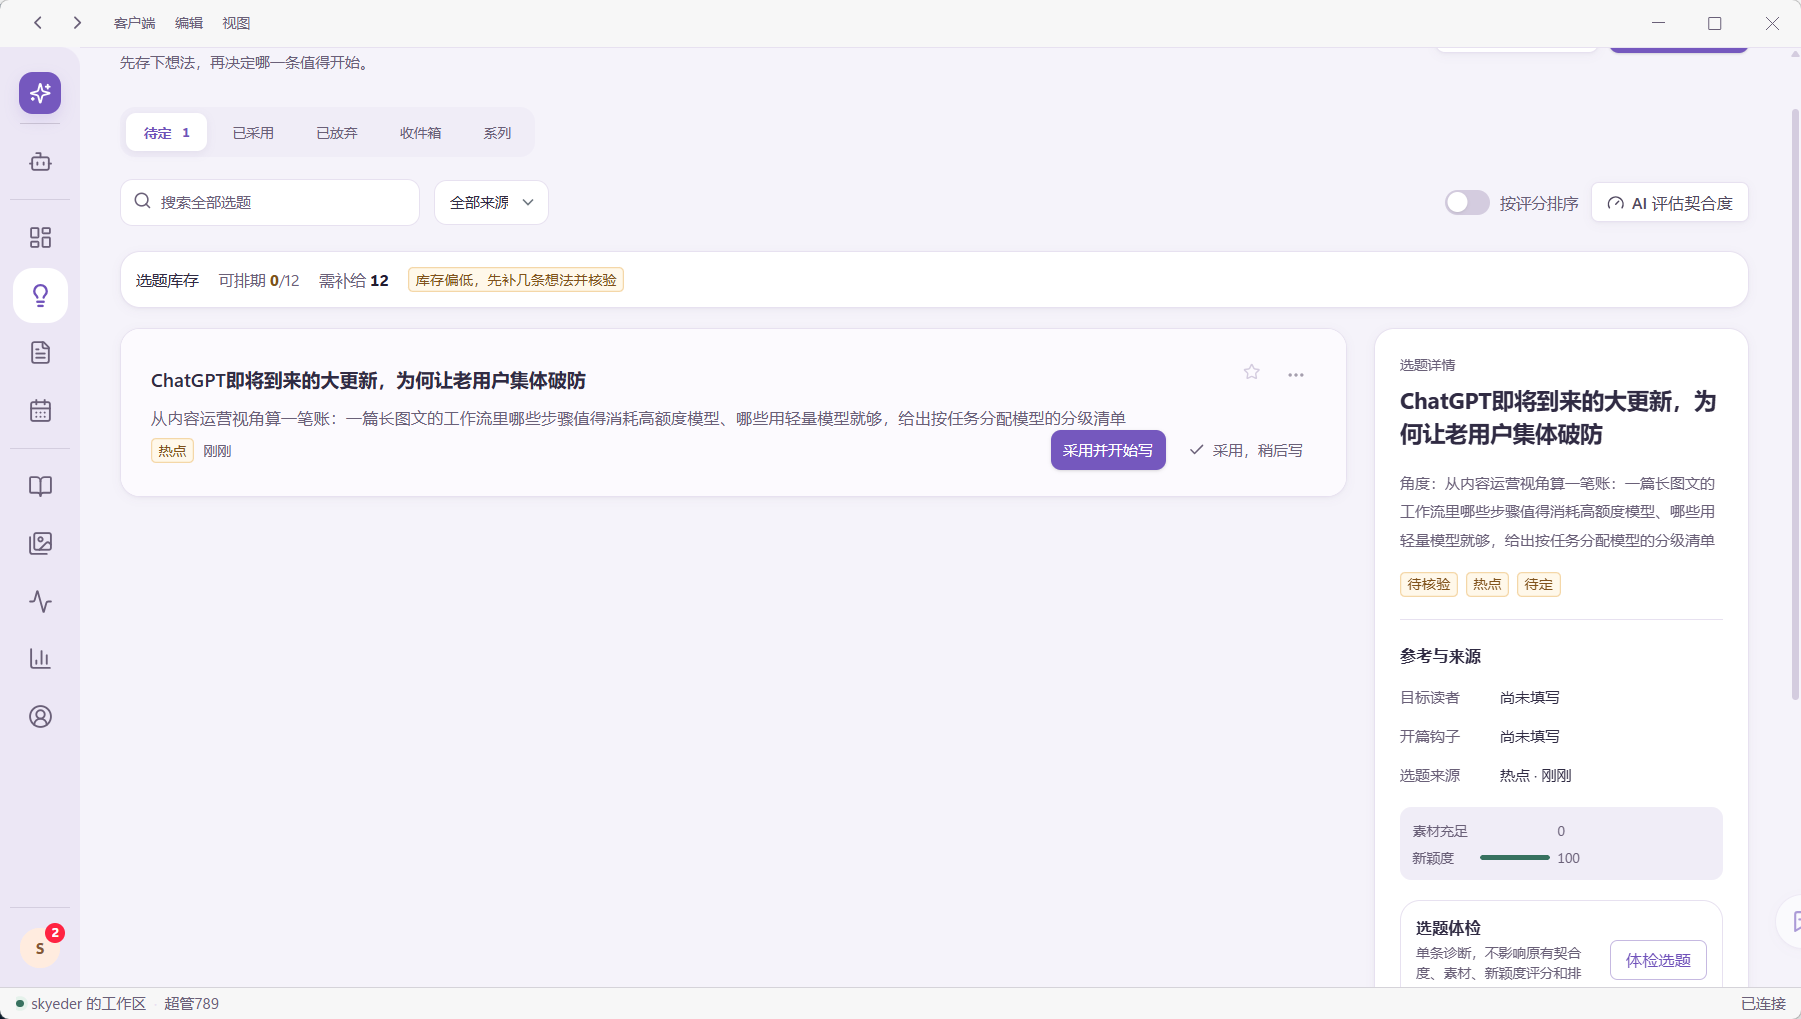 客户端 编辑 视图
先存下想法，再决定哪一条值得开始。
待定 1 已采用 已放弃 收件箱 系列
搜索全部选题 全部来源 按评分排序 AI 评估契合度
选题库存 可排期 0/12 需补给 12 库存偏低，先补几条想法并核验
ChatGPT即将到来的大更新，为何让老用户集体破防
从内容运营视角算一笔账：一篇长图文的工作流里哪些步骤值得消耗高额度模型、哪些用轻量模型就够，给出按任务分配模型的分级清单
热点 刚刚 采用并开始写 采用，稍后写
选题详情
ChatGPT即将到来的大更新，为
何让老用户集体破防
角度：从内容运营视角算一笔账：一篇长图文的
工作流里哪些步骤值得消耗高额度模型、哪些用
轻量模型就够，给出按任务分配模型的分级清单
待核验 热点 待定
参考与来源
目标读者 尚未填写
开篇钩子 尚未填写
选题来源 热点 · 刚刚
素材充足 0
新颖度 100
选题体检
单条诊断，不影响原有契合
度、素材、新颖度评分和排
体检选题
S 2
skyeder 的工作区 · 超管789 已连接